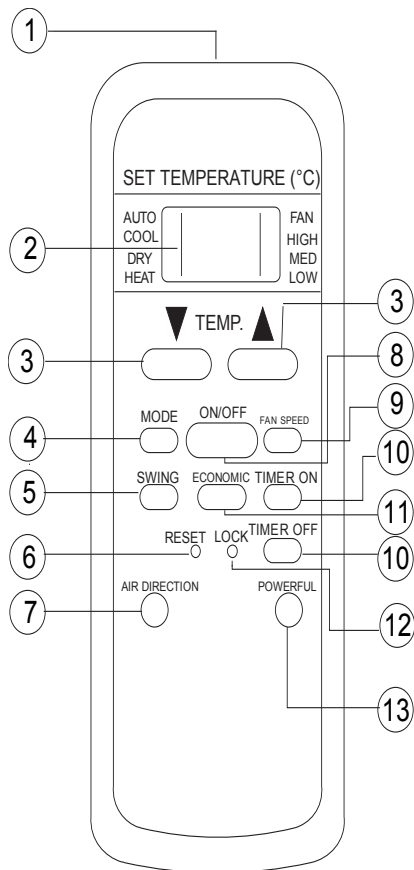 1
SET TEMPERATURE (°C)
AUTO
COOL
DRY
HEAT
FAN
HIGH
MED
LOW
2
TEMP.
3
3
8
MODE
ON/OFF
FAN SPEED
4
9
SWING
ECONOMIC
TIMER ON
5
10
11
RESET
LOCK
TIMER OFF
6
10
AIR DIRECTION
POWERFUL
7
12
13